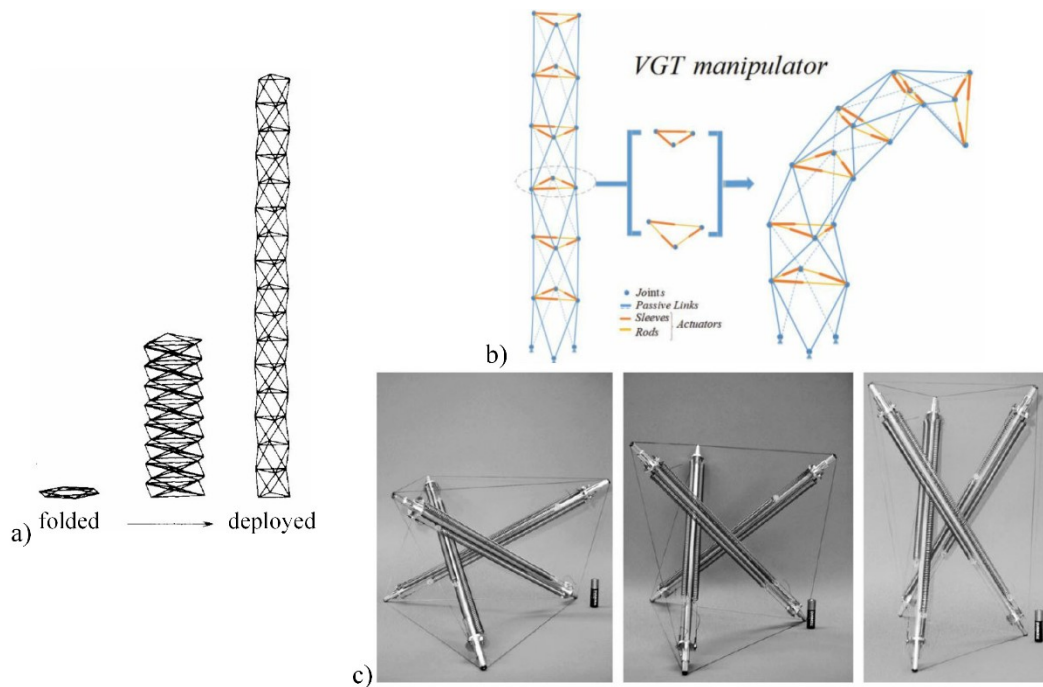 a)
folded
deployed
VGT manipulator
Joints
Passive Links
Sleeves
Rods
Actuators
b)
c)